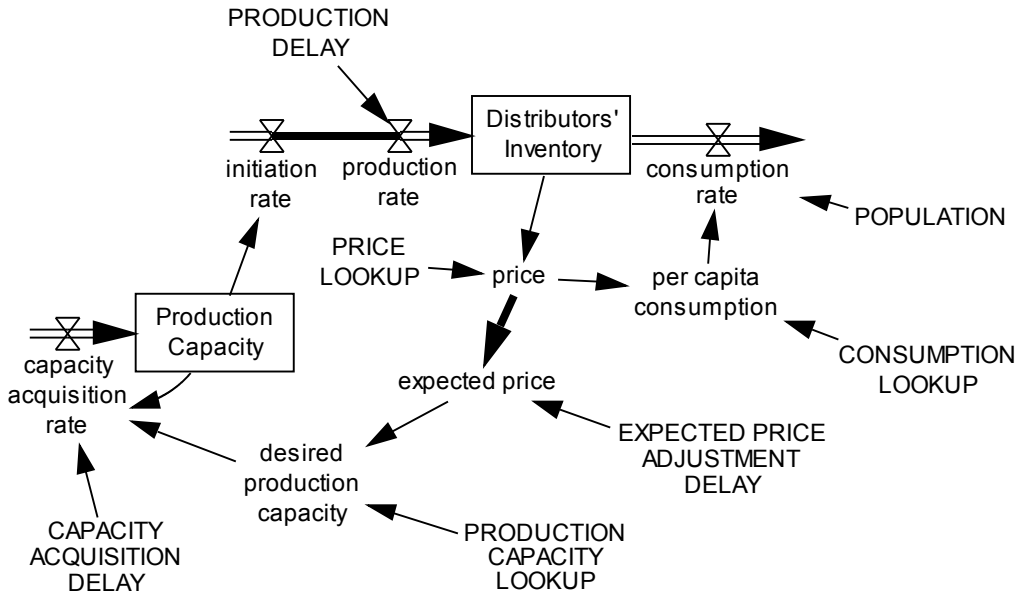 PRODUCTION
DELAY
Distributors'
Inventory
initiation
rate
production
rate
consumption
rate
POPULATION
PRICE
LOOKUP
price
per capita
consumption
Production
Capacity
capacity
acquisition
rate
CONSUMPTION
LOOKUP
expected price
EXPECTED PRICE
ADJUSTMENT
DELAY
desired
production
capacity
CAPACITY
ACQUISITION
DELAY
PRODUCTION
CAPACITY
LOOKUP